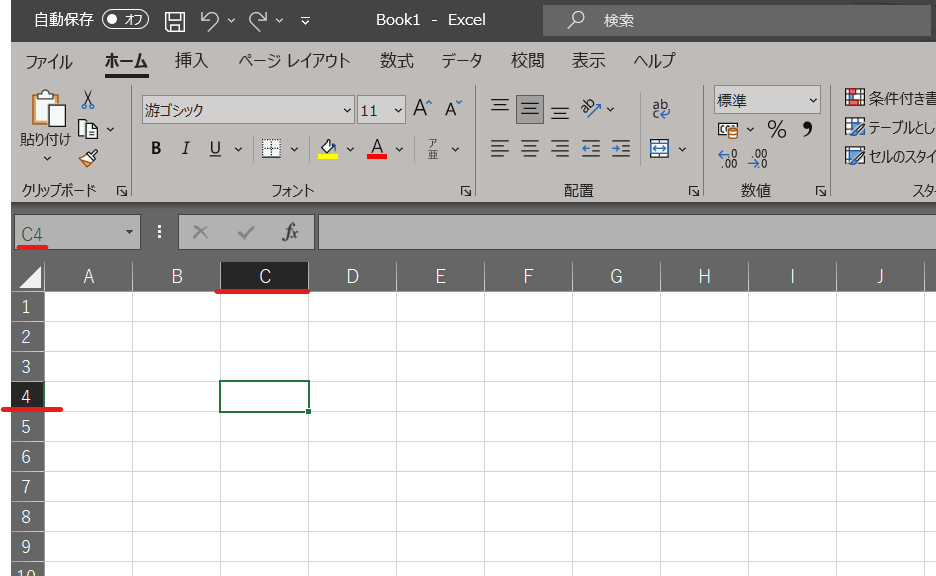 自動保存 オフ Book1 - Excel 検索
ファイル ホーム 挿入 ページ レイアウト 数式 データ 校閲 表示 ヘルプ
貼り付け 游ゴシック 11 A A ab c 標準 条件付き書
B I U A ア 亜 % テーブルとし
.00 .00 セルのスタイ
クリップボード フォント 配置 数値 スタ
C4 fx
A B C D E F G H I J
1
2
3
4
5
6
7
8
9
10